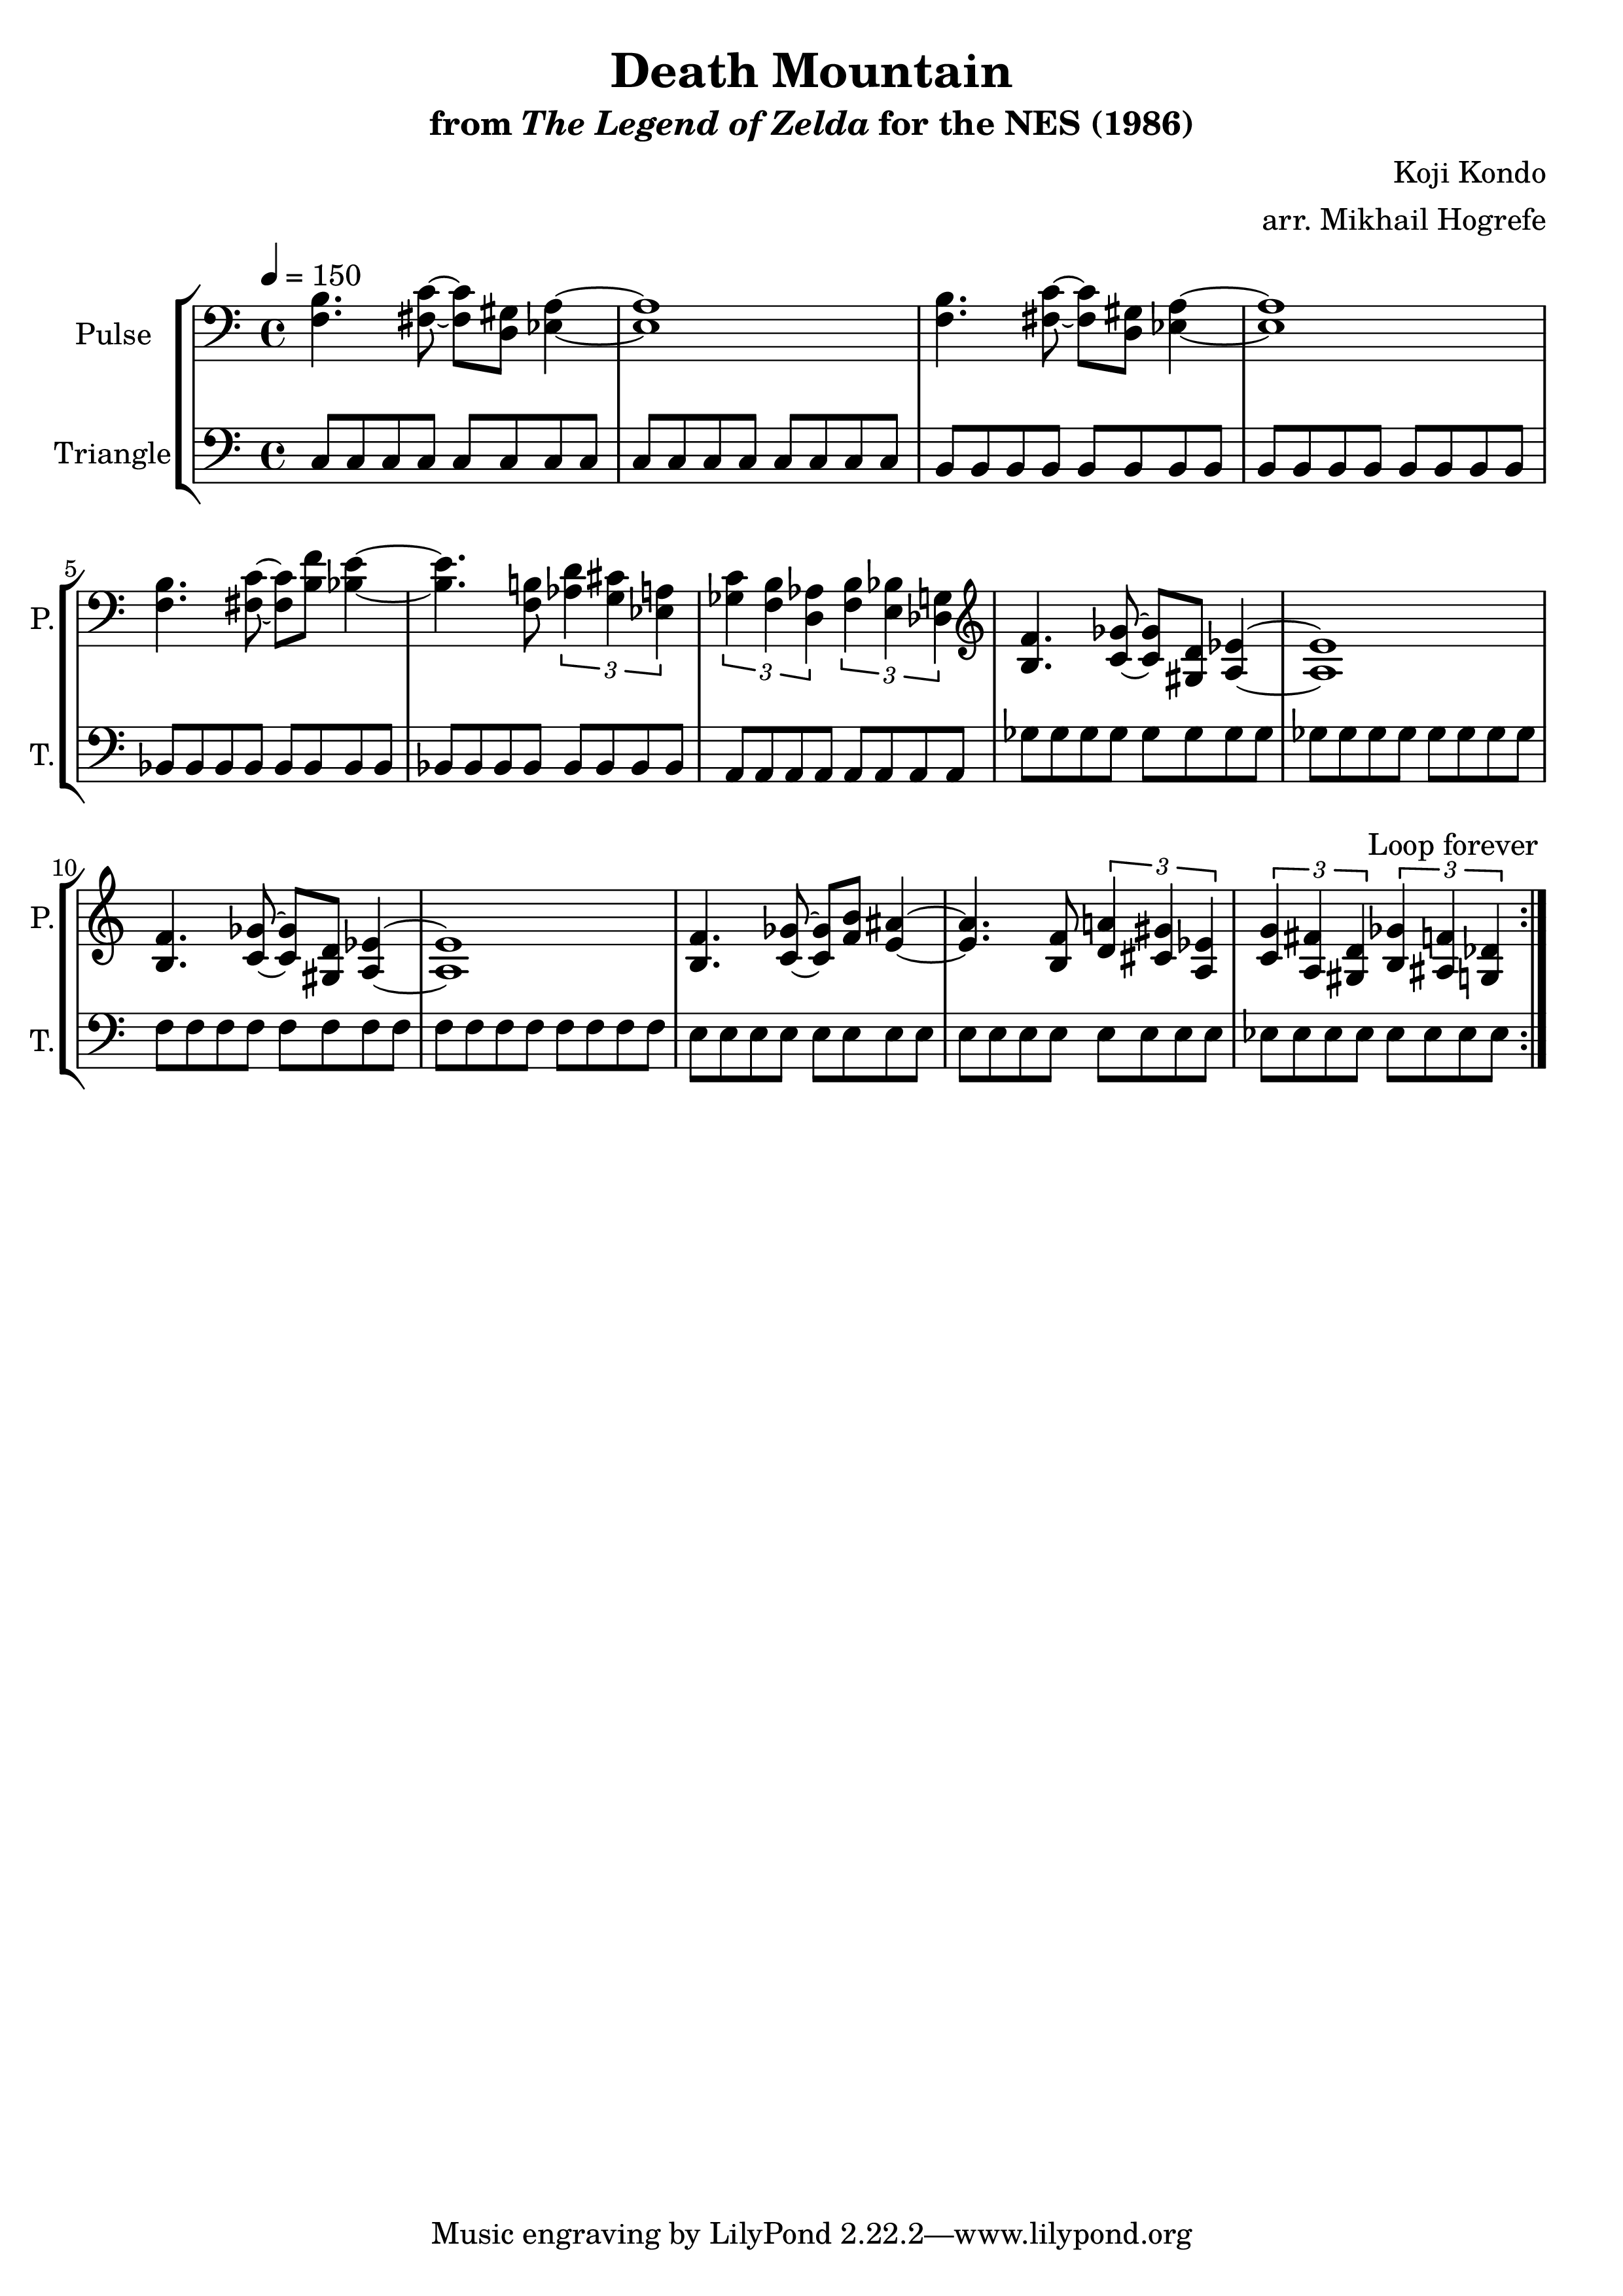 Death Mountain
from The Legend of Zelda for the NES (1986)
Koji Kondo
arr. Mikhail Hogrefe
= 150
Pulse
Triangle
5
P.
3
3
3
T.
Loop forever
10
P.
3
3
3
T.
Music engraving by LilyPond 2.22.2—www.lilypond.org